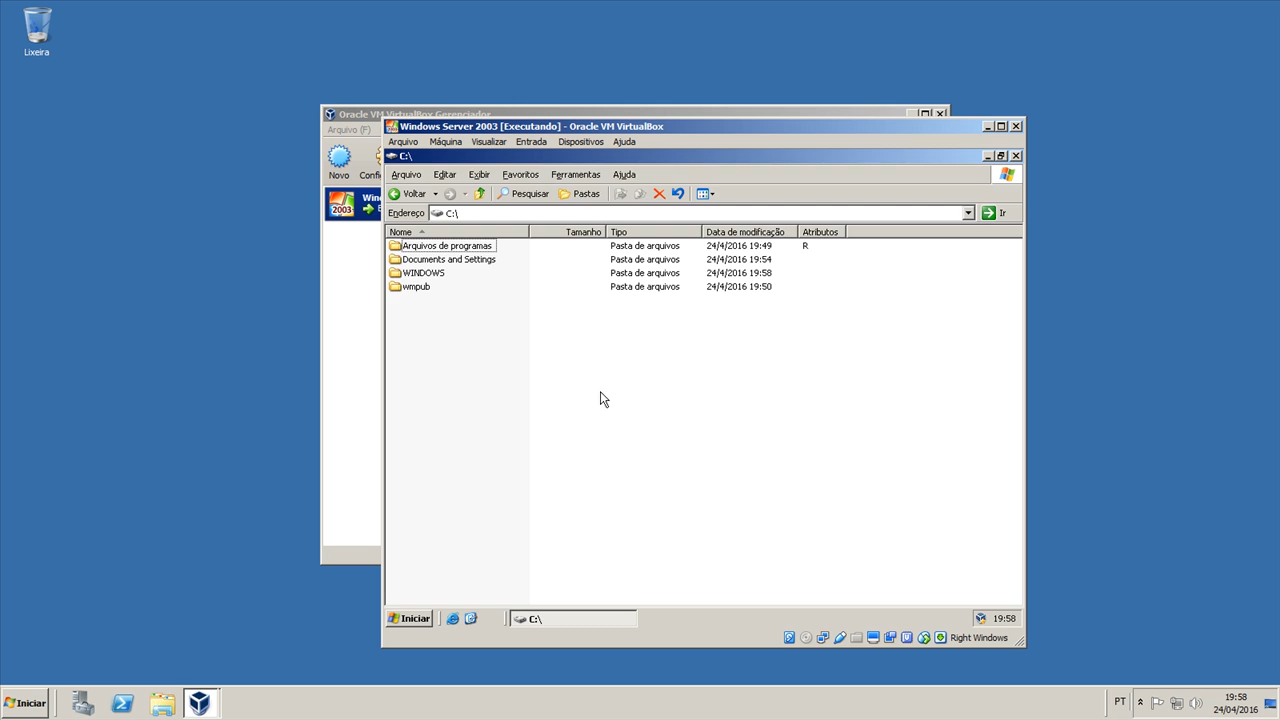 Lixeira
Oracle VM VirtualBox Gerenciador
Arquivo (F)
Novo
Windows Server 2003 [Executando] - Oracle VM VirtualBox
Arquivo Máquina Visualizar Entrada Dispositivos Ajuda
C:\
Arquivo Editar Exibir Favoritos Ferramentas Ajuda
Voltar Pesquisar Pastas
Endereço C:\ Ir
Nome Tamanho Tipo Data de modificação Atributos
Arquivos de programas Pasta de arquivos 24/4/2016 19:49 R
Documents and Settings Pasta de arquivos 24/4/2016 19:54
WINDOWS Pasta de arquivos 24/4/2016 19:58
wmpub Pasta de arquivos 24/4/2016 19:50
2003
Iniciar C:\ 19:58
Right Windows
Iniciar PT 19:58
24/04/2016